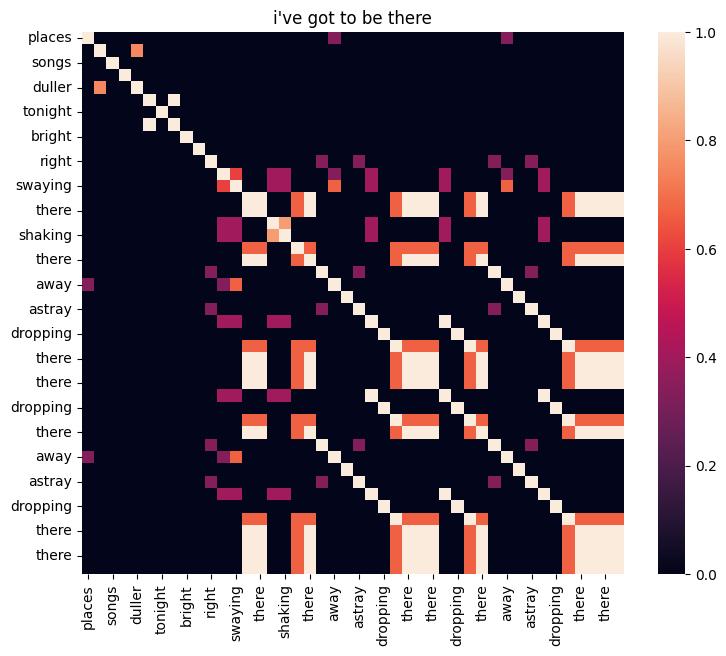 i've got to be there
places
songs
duller
tonight
bright
right
swaying
there
shaking
there
away
astray
dropping
there
there
dropping
there
away
astray
dropping
there
there
1.0
0.8
0.6
0.4
0.2
0.0
places
songs
duller
tonight
bright
right
swaying
there
shaking
there
away
astray
dropping
there
there
dropping
there
away
astray
dropping
there
there